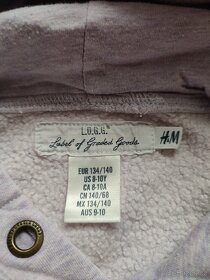 L.O.G.G.
Label of Graded Goods.
H&M
EUR 134/140
US 8-10Y
CA 8-10A
CN 140/68
MX 134/140
AUS 9-10